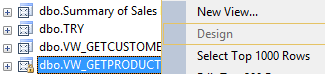 dbo.Summary of Sales
dbo.TRY
dbo.VW_GETCUSTOME
dbo.VW_GETPRODUCT
New View...
Design
Select Top 1000 Rows